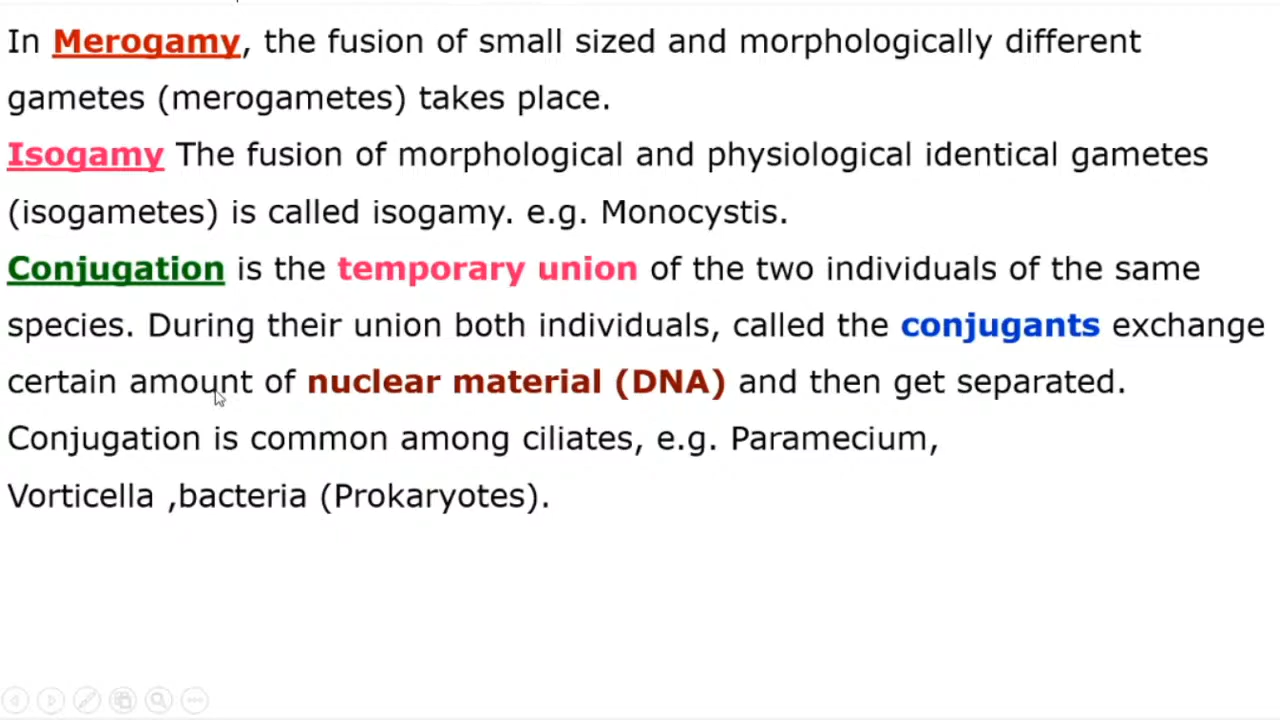 In Merogamy, the fusion of small sized and morphologically different
gametes (merogametes) takes place.
Isogamy The fusion of morphological and physiological identical gametes
(isogametes) is called isogamy. e.g. Monocystis.
Conjugation is the temporary union of the two individuals of the same
species. During their union both individuals, called the conjugants exchange
certain amount of nuclear material (DNA) and then get separated.
Conjugation is common among ciliates, e.g. Paramecium,
Vorticella ,bacteria (Prokaryotes).